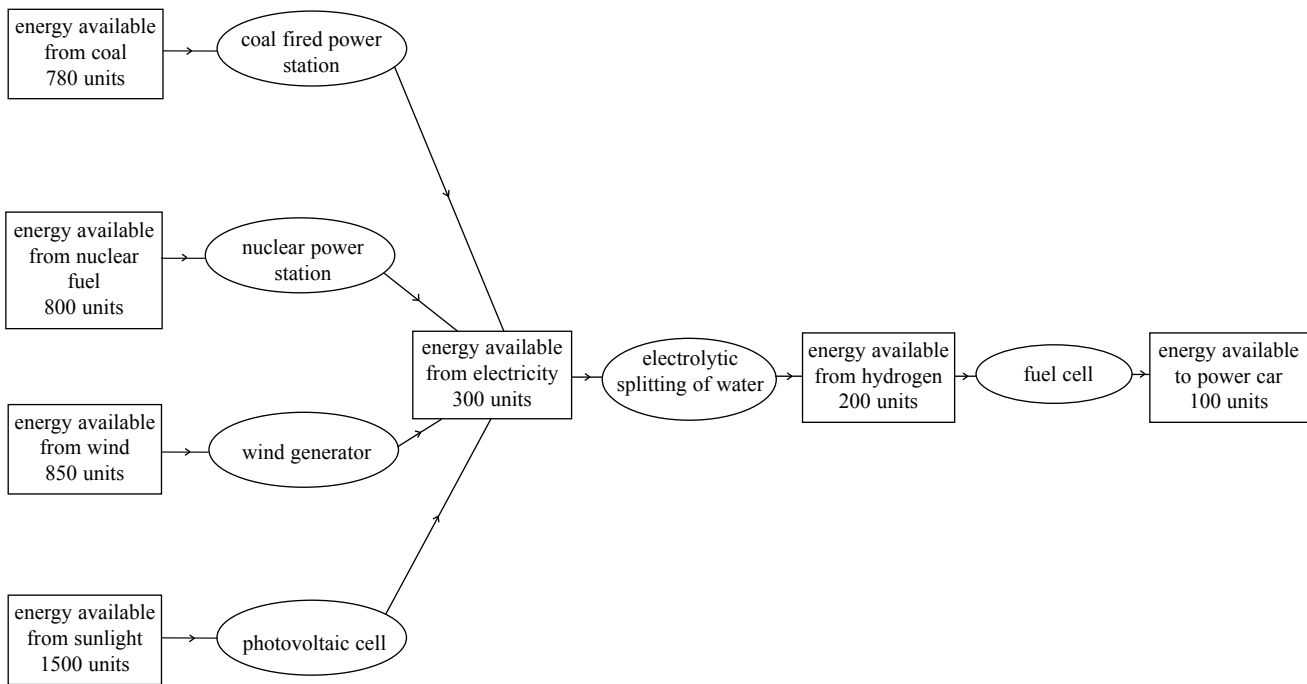 energy available
from coal
780 units
coal fired power
station
energy available
from nuclear
fuel
800 units
nuclear power
station
energy available
from electricity
300 units
electrolytic
splitting of water
energy available
from hydrogen
200 units
fuel cell
energy available
to power car
100 units
energy available
from wind
850 units
wind generator
energy available
from sunlight
1500 units
photovoltaic cell